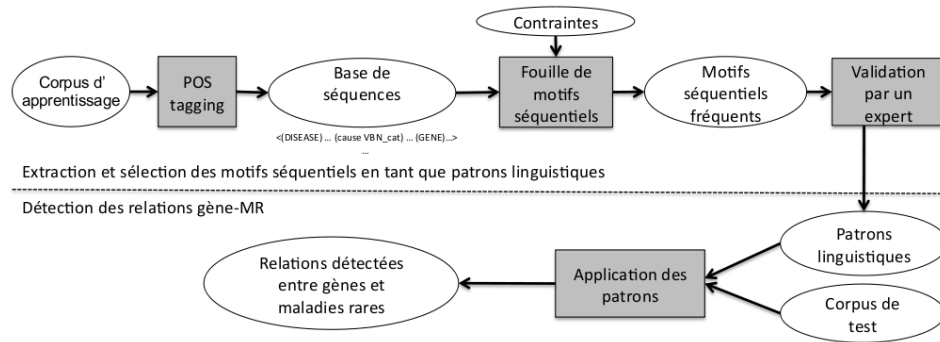 Contraintes
Corpus d'
apprentissage
POS
tagging
Base de
séquences
Fouille de
motifs
séquentiels
Motifs
séquentiels
fréquents
Validation
par un
expert
<(DISEASE) ... (cause VBN_cat) ... (GENE)...>
...
Extraction et sélection des motifs séquentiels en tant que patrons linguistiques
Détection des relations gène-MR
Patrons
linguistiques
Relations détectées
entre gènes et
maladies rares
Application des
patrons
Corpus de
test